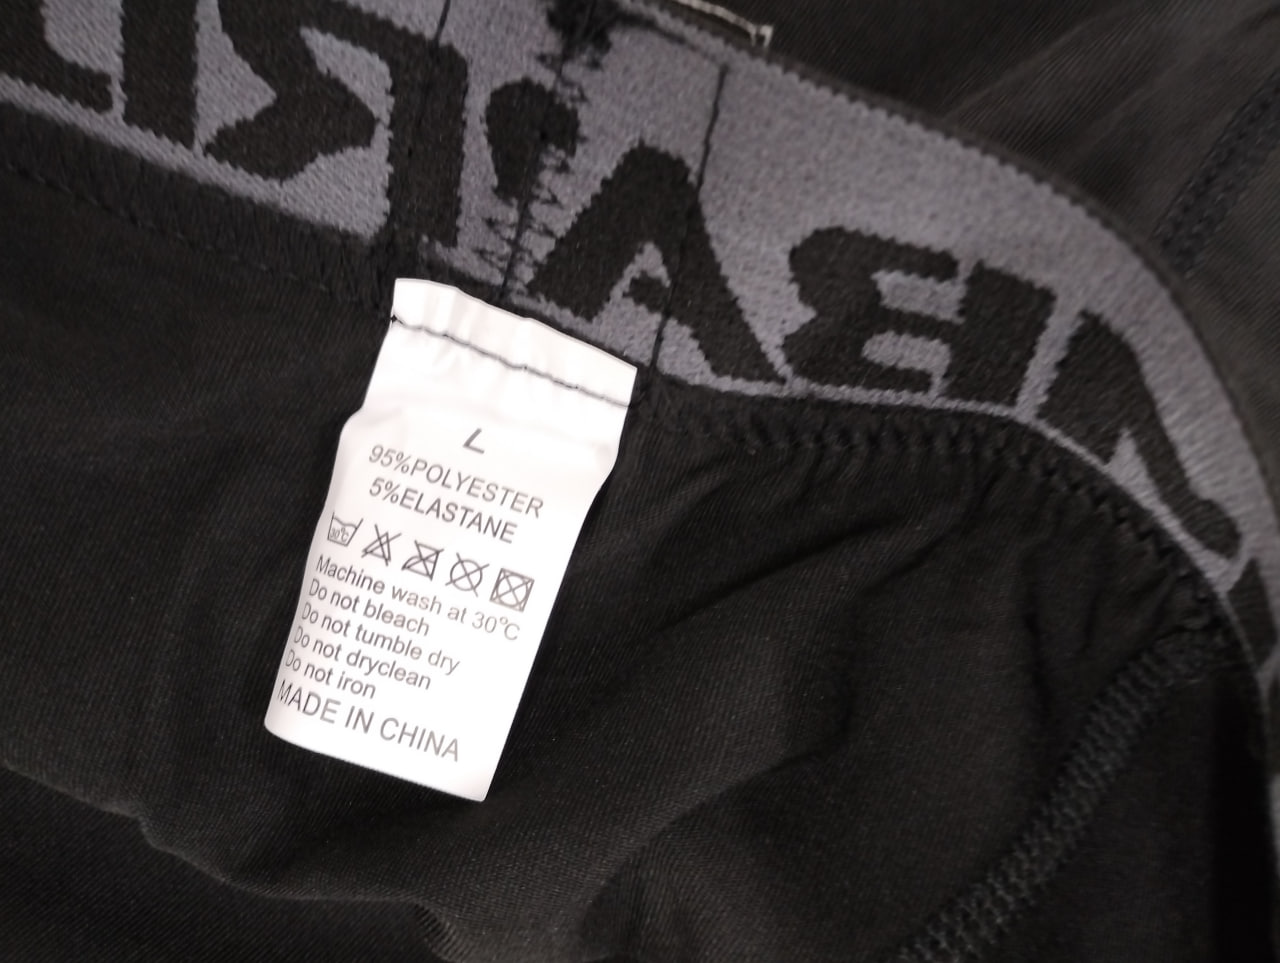 L
95%POLYESTER
5%ELASTANE
30°C
Machine wash at 30°C
Do not bleach
Do not tumble dry
Do not dryclean
Do not iron
MADE IN CHINA